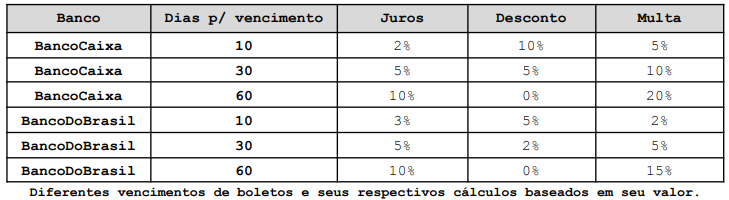 Banco Dias p/ vencimento Juros Desconto Multa
BancoCaixa 10 2% 10% 5%
BancoCaixa 30 5% 5% 10%
BancoCaixa 60 10% 0% 20%
BancoDoBrasil 10 3% 5% 2%
BancoDoBrasil 30 5% 2% 5%
BancoDoBrasil 60 10% 0% 15%
Diferentes vencimentos de boletos e seus respectivos cálculos baseados em seu valor.